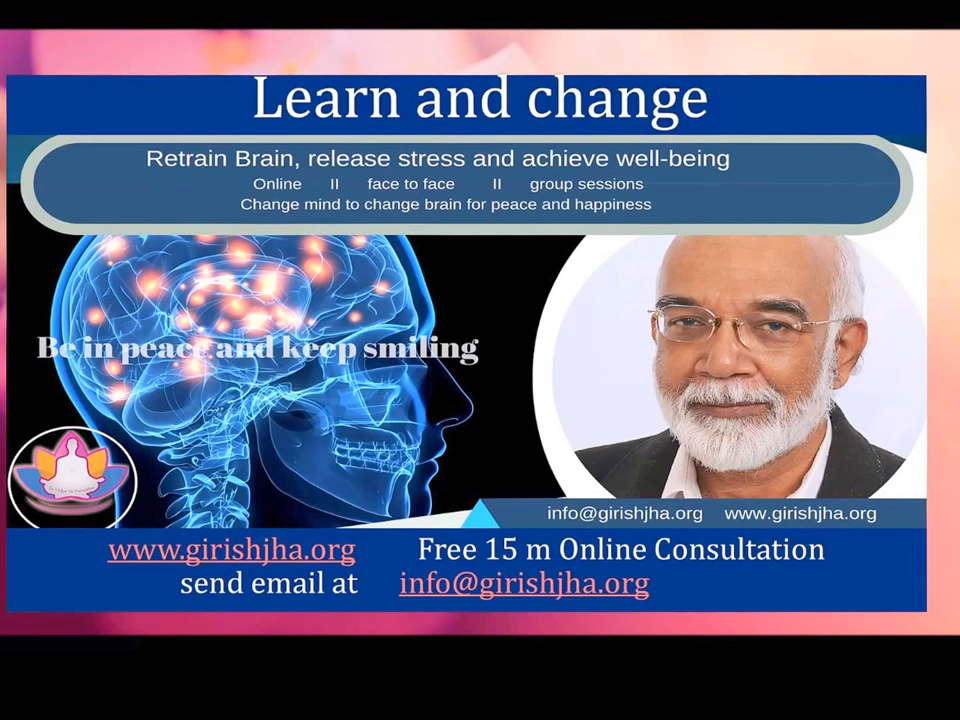 Learn and change
Retrain Brain, release stress and achieve well-being
Online II face to face II group sessions
Change mind to change brain for peace and happiness
Be in peace and keep smiling
info@girishjha.org www.girishjha.org
www.girishjha.org Free 15 m Online Consultation
send email at info@girishjha.org